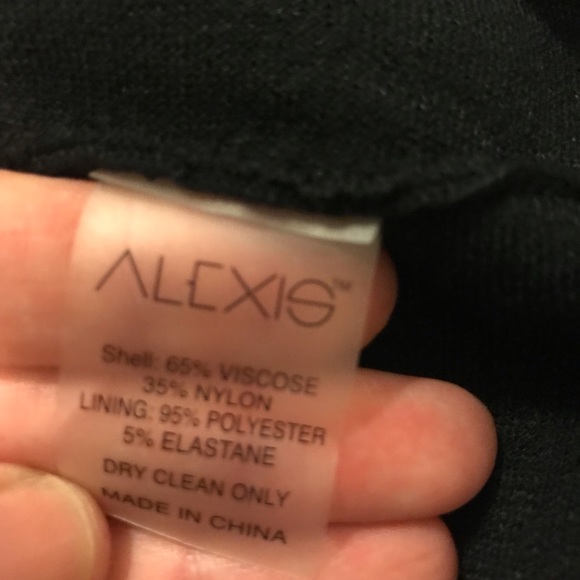 ALEXIS™
Shell: 65% VISCOSE
35% NYLON
LINING: 95% POLYESTER
5% ELASTANE
DRY CLEAN ONLY
MADE IN CHINA